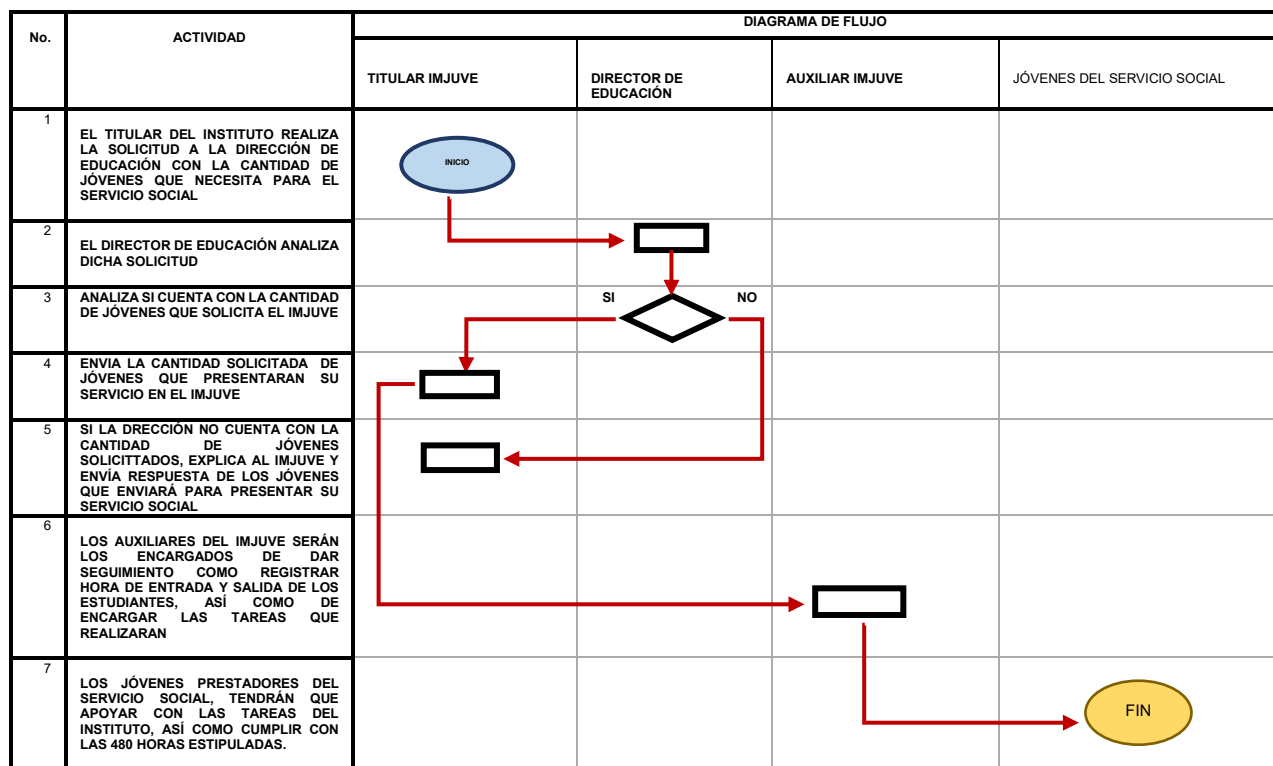 No.
ACTIVIDAD
DIAGRAMA DE FLUJO
TITULAR IMJUVE
DIRECTOR DE
EDUCACIÓN
AUXILIAR IMJUVE
JÓVENES DEL SERVICIO SOCIAL
1
EL TITULAR DEL INSTITUTO REALIZA
LA SOLICITUD A LA DIRECCIÓN DE
EDUCACIÓN CON LA CANTIDAD DE
JÓVENES QUE NECESITA PARA EL
SERVICIO SOCIAL
INICIO
2
EL DIRECTOR DE EDUCACIÓN ANALIZA
DICHA SOLICITUD
3
ANALIZA SI CUENTA CON LA CANTIDAD
DE JÓVENES QUE SOLICITA EL IMJUVE
SI
NO
4
ENVIA LA CANTIDAD SOLICITADA DE
JÓVENES QUE PRESENTARAN SU
SERVICIO EN EL IMJUVE
5
SI LA DRECCIÓN NO CUENTA CON LA
CANTIDAD DE JÓVENES
SOLICITTADOS, EXPLICA AL IMJUVE Y
ENVÍA RESPUESTA DE LOS JÓVENES
QUE ENVIARÁ PARA PRESENTAR SU
SERVICIO SOCIAL
6
LOS AUXILIARES DEL IMJUVE SERÁN
LOS ENCARGADOS DE DAR
SEGUIMIENTO COMO REGISTRAR
HORA DE ENTRADA Y SALIDA DE LOS
ESTUDIANTES, ASÍ COMO DE
ENCARGAR LAS TAREAS QUE
REALIZARAN
7
LOS JÓVENES PRESTADORES DEL
SERVICIO SOCIAL, TENDRÁN QUE
APOYAR CON LAS TAREAS DEL
INSTITUTO, ASÍ COMO CUMPLIR CON
LAS 480 HORAS ESTIPULADAS.
FIN